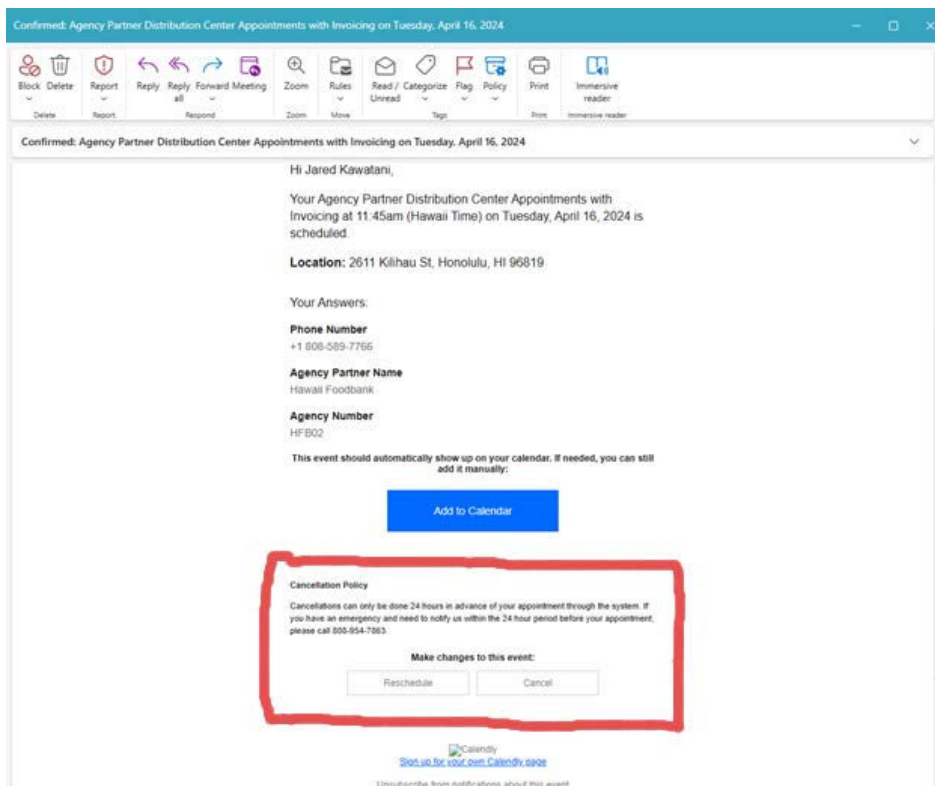 Confirmed: Agency Partner Distribution Center Appointments with Invoicing on Tuesday, April 16, 2024
Block Delete Report Reply Reply all Forward Meeting Zoom Rules Read / Unread Categorize Flag Policy Print Immersive reader
Delete Report Respond Zoom Move Tags Print Immersive reader
Confirmed: Agency Partner Distribution Center Appointments with Invoicing on Tuesday, April 16, 2024
Hi Jared Kawatani,
Your Agency Partner Distribution Center Appointments with
Invoicing at 11:45am (Hawaii Time) on Tuesday, April 16, 2024 is
scheduled.
Location: 2611 Kilihau St, Honolulu, HI 96819
Your Answers:
Phone Number
+1 808-589-7766
Agency Partner Name
Hawaii Foodbank
Agency Number
HFB02
This event should automatically show up on your calendar. If needed, you can still
add it manually:
Add to Calendar
Cancellation Policy
Cancellations can only be done 24 hours in advance of your appointment through the system. If
you have an emergency and need to notify us within the 24 hour period before your appointment,
please call 808-954-7863.
Make changes to this event:
Reschedule Cancel
Calendly
Sign up for your own Calendly page
Unsubscribe from notifications about this event